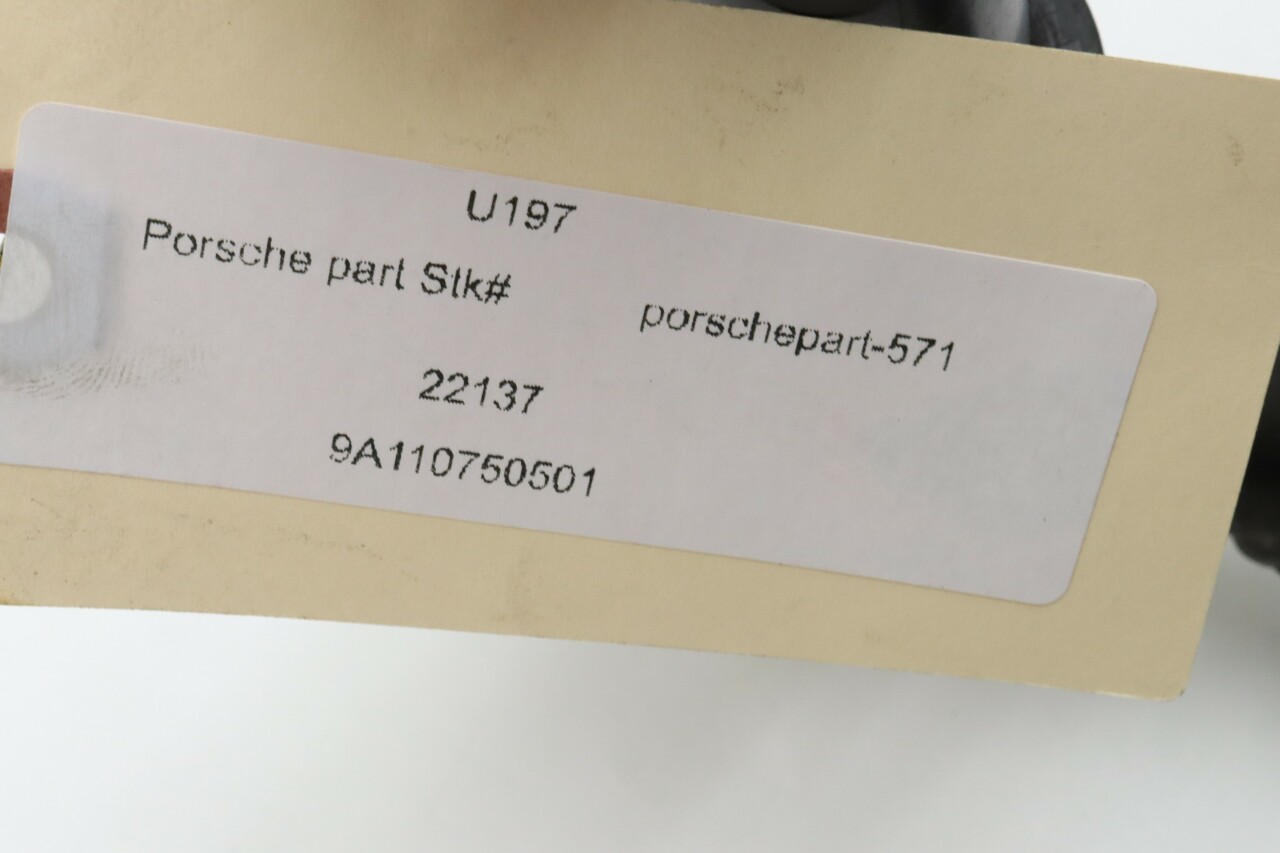 U197
Porsche part Stk# porschepart-571
22137
9A110750501